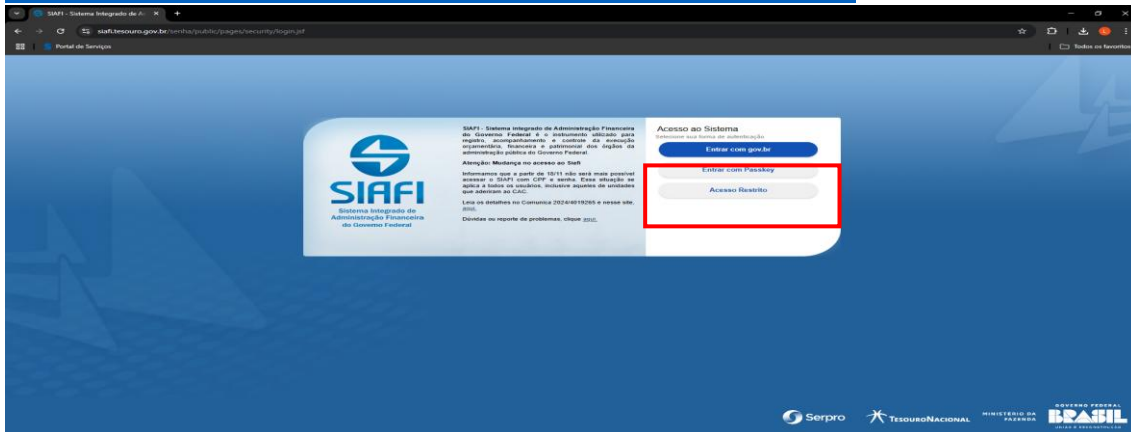 SIAFI - Sistema Integrado de A
siafi.tesouro.gov.br/senha/public/pages/security/login.jsf
Portal de Serviços
Todos os favoritos
SIAFI
Sistema Integrado de
Administração Financeira
do Governo Federal
SIAFI - Sistema Integrado de Administração Financeira
do Governo Federal é o instrumento utilizado para
registro, acompanhamento e controle da execução
orçamentária, financeira e patrimonial dos órgãos da
administração pública do Governo Federal.
Atenção: Mudança no acesso ao Siafi
Informamos que a partir de 18/11 não será mais possível
acessar o SIAFI com CPF e senha. Essa situação se
aplica a todos os usuários, inclusive aqueles de unidades
que aderiram ao CAC.
Leia os detalhes no Comunica 2024/4019265 e nesse site,
aqui.
Dúvidas ou reporte de problemas, clique aqui.
Acesso ao Sistema
Selecione sua forma de autenticação
Entrar com gov.br
Entrar com Passkey
Acesso Restrito
Serpro
TESOURONACIONAL
MINISTÉRIO DA
FAZENDA
GOVERNO FEDERAL
BRASIL
UNIÃO E RECONSTRUÇÃO